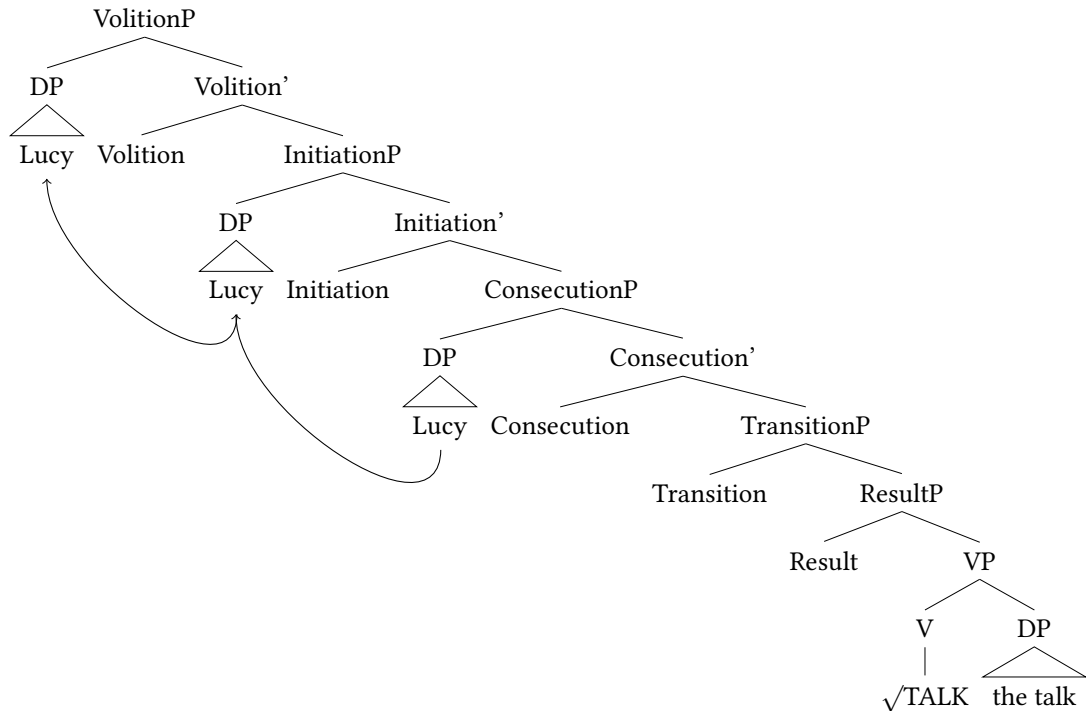 VolitionP
DP Volition’
Lucy Volition InitiationP
DP Initiation’
Lucy Initiation ConsecutionP
DP Consecution’
Lucy Consecution TransitionP
Transition ResultP
Result VP
V DP
√TALK the talk